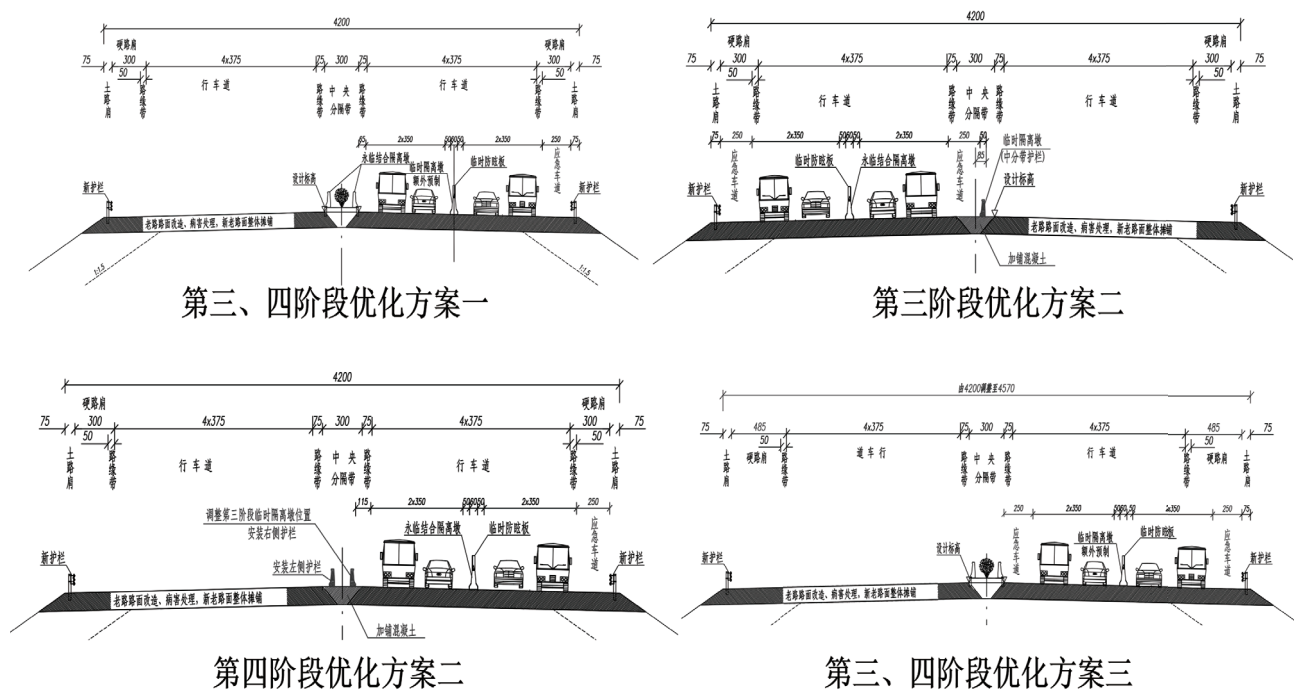 4200
硬路肩
硬路肩
75
300
4x375
75
300
75
4x375
300
75
50
50
行车道
中央
分隔带
行车道
土路肩
路缘带
路缘带
路缘带
路缘带
土路肩
65
2x350
50
60
50
2x350
250
75
永临结合隔离墩
临时隔离墩
额外预制
临时防眩板
应急车道
设计标高
新护栏
新护栏
老路路面改造、病害处理，新老路面整体摊铺
1:1.5
1:1.5
第三、四阶段优化方案一
4200
硬路肩
硬路肩
75
300
4x375
75
300
75
4x375
300
75
50
50
行车道
中央
分隔带
行车道
土路肩
路缘带
路缘带
路缘带
路缘带
土路肩
75
250
2x350
50
60
50
2x350
250
50
85
应急车道
临时防眩板
永临结合隔离墩
应急车道
临时隔离墩
(中分带护栏)
设计标高
新护栏
新护栏
老路路面改造、病害处理，新老路面整体摊铺
加铺混凝土
第三阶段优化方案二
4200
硬路肩
硬路肩
75
300
4x375
75
300
75
4x375
300
75
50
50
行车道
中央
分隔带
行车道
土路肩
路缘带
路缘带
路缘带
路缘带
土路肩
115
2x350
50
60
50
2x350
250
调整第三阶段临时隔离墩位置
安装右侧护栏
永临结合隔离墩
临时防眩板
应急车道
安装左侧护栏
新护栏
新护栏
老路路面改造、病害处理，新老路面整体摊铺
加铺混凝土
第四阶段优化方案二
由4200调整至4570
75
485
4x375
75
300
75
4x375
485
75
50
硬路肩
50
硬路肩
道车行
中央
分隔带
行车道
土路肩
路缘带
路缘带
路缘带
路缘带
土路肩
250
2x350
50
60
50
2x350
250
75
应急车道
临时隔离墩
额外预制
临时防眩板
应急车道
设计标高
新护栏
新护栏
老路路面改造、病害处理，新老路面整体摊铺
第三、四阶段优化方案三